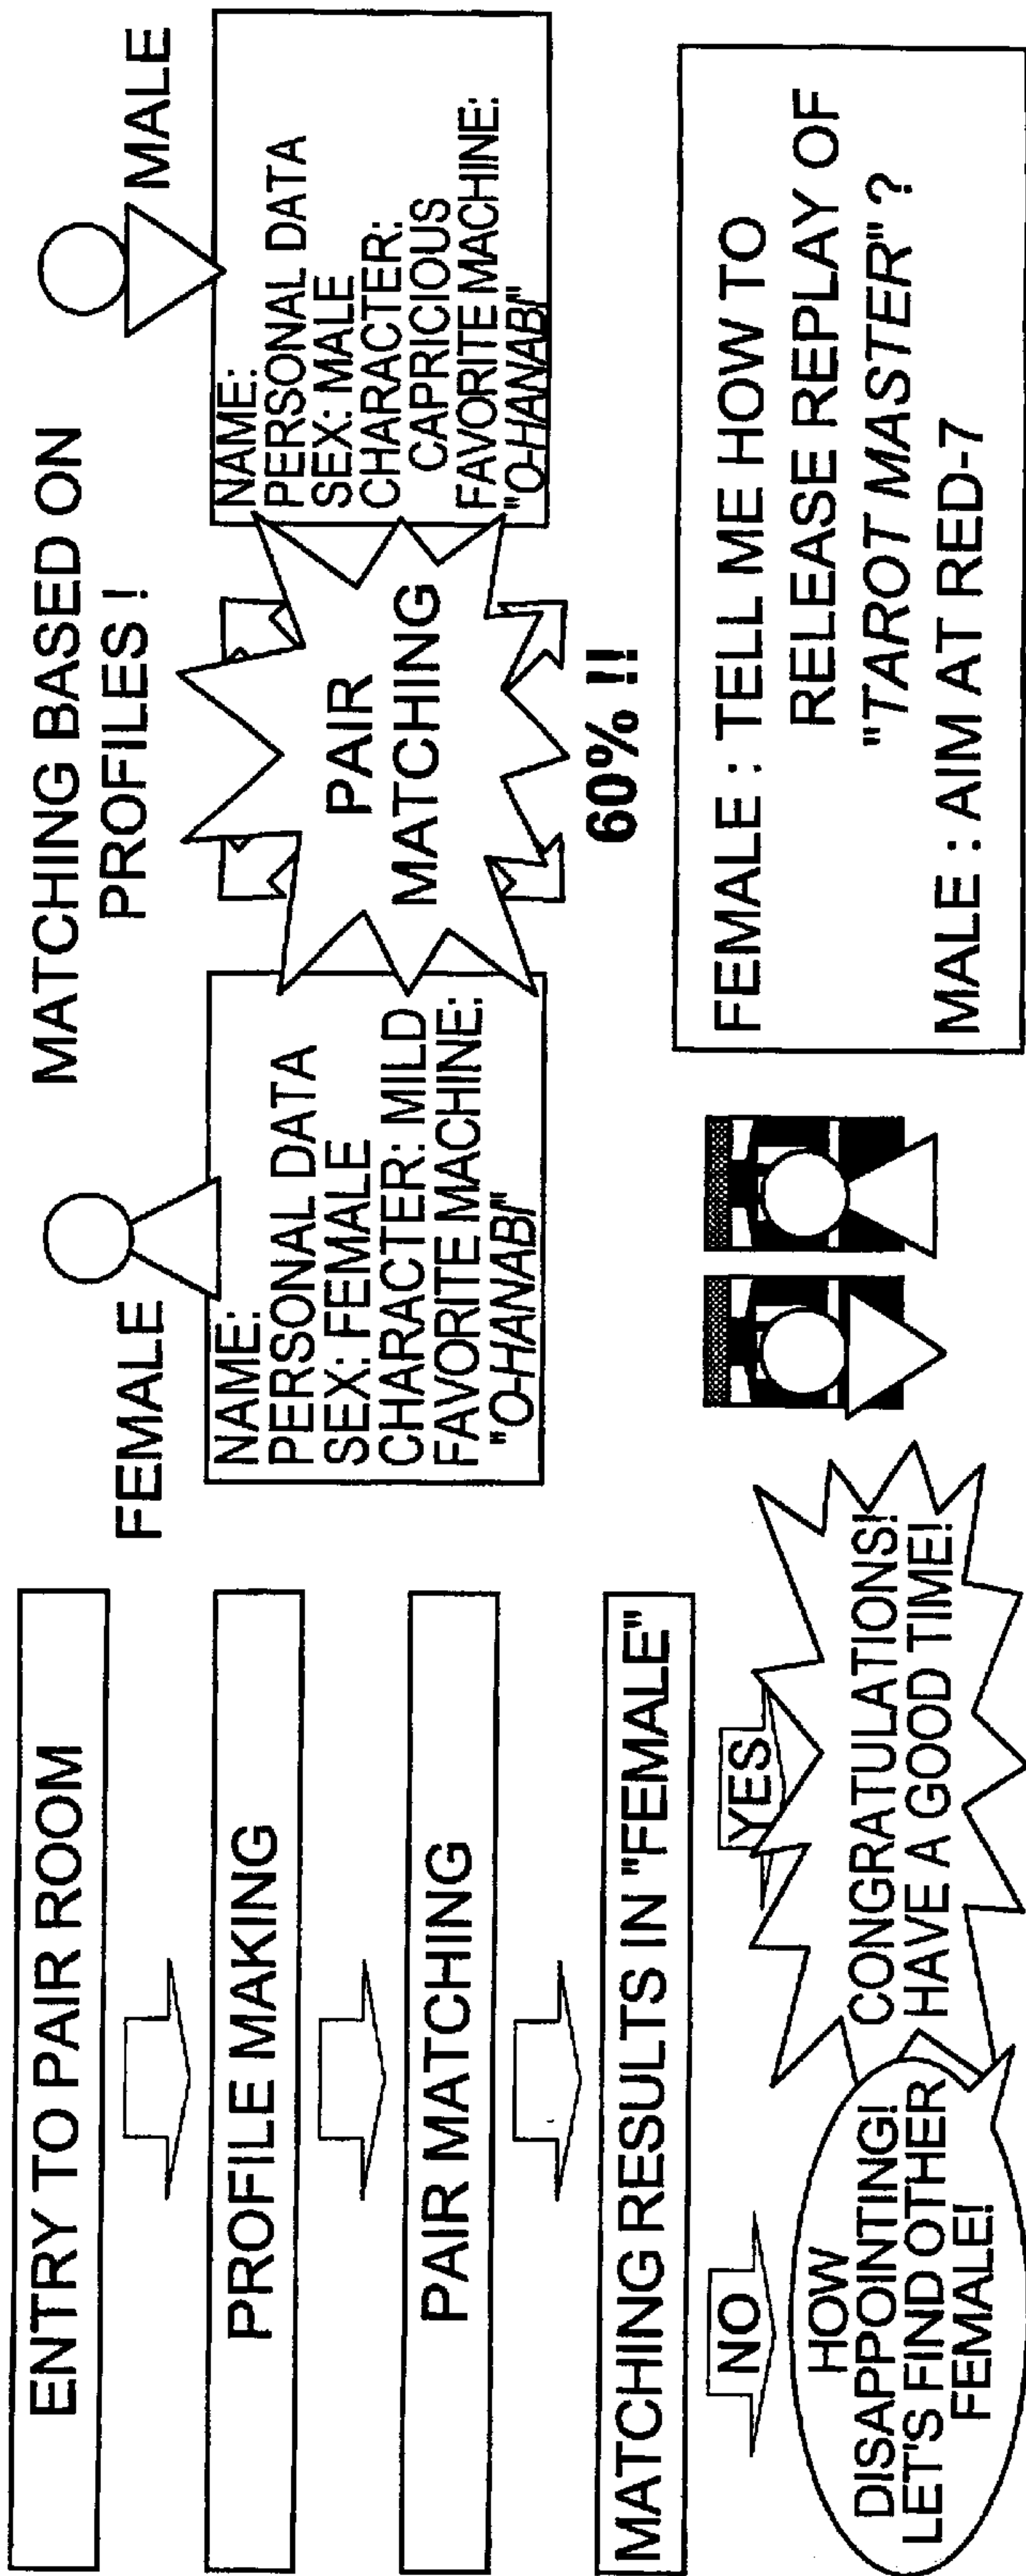 ENTRY TO PAIR ROOM
PROFILE MAKING
PAIR MATCHING
MATCHING RESULTS IN "FEMALE"
NO
YES
HOW
DISAPPOINTING!
LET'S FIND OTHER
FEMALE!
CONGRATULATIONS!
HAVE A GOOD TIME!
MATCHING BASED ON
PROFILES !
FEMALE
NAME:
PERSONAL DATA
SEX: FEMALE
CHARACTER: MILD
FAVORITE MACHINE:
"O-HANABI"
PAIR
MATCHING
60% !!
MALE
NAME:
PERSONAL DATA
SEX: MALE
CHARACTER:
CAPRICIOUS
FAVORITE MACHINE:
"O-HANABI"
FEMALE : TELL ME HOW TO
RELEASE REPLAY OF
"TAROT MASTER" ?
MALE : AIM AT RED-7